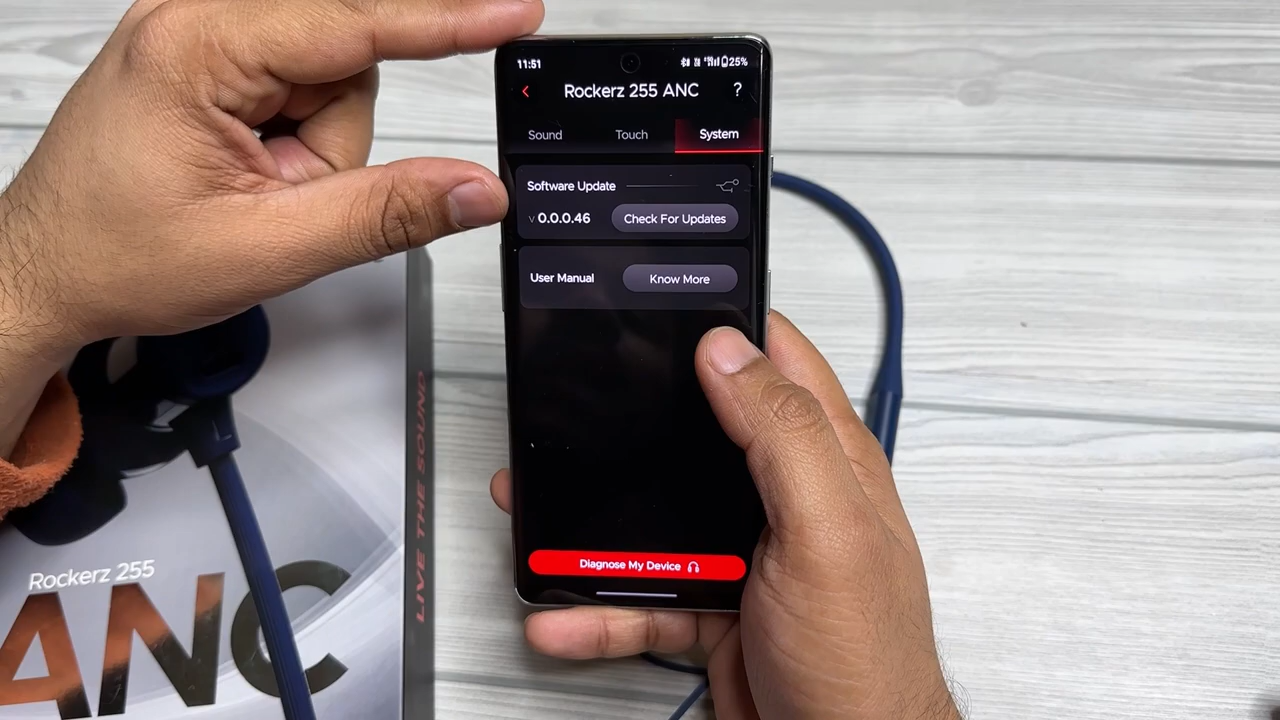 11:51
25%
Rockerz 255 ANC
?
Sound
Touch
System
Software Update
v 0.0.0.46
Check For Updates
User Manual
Know More
Diagnose My Device
LIVE THE SOUND
Rockerz 255
ANC